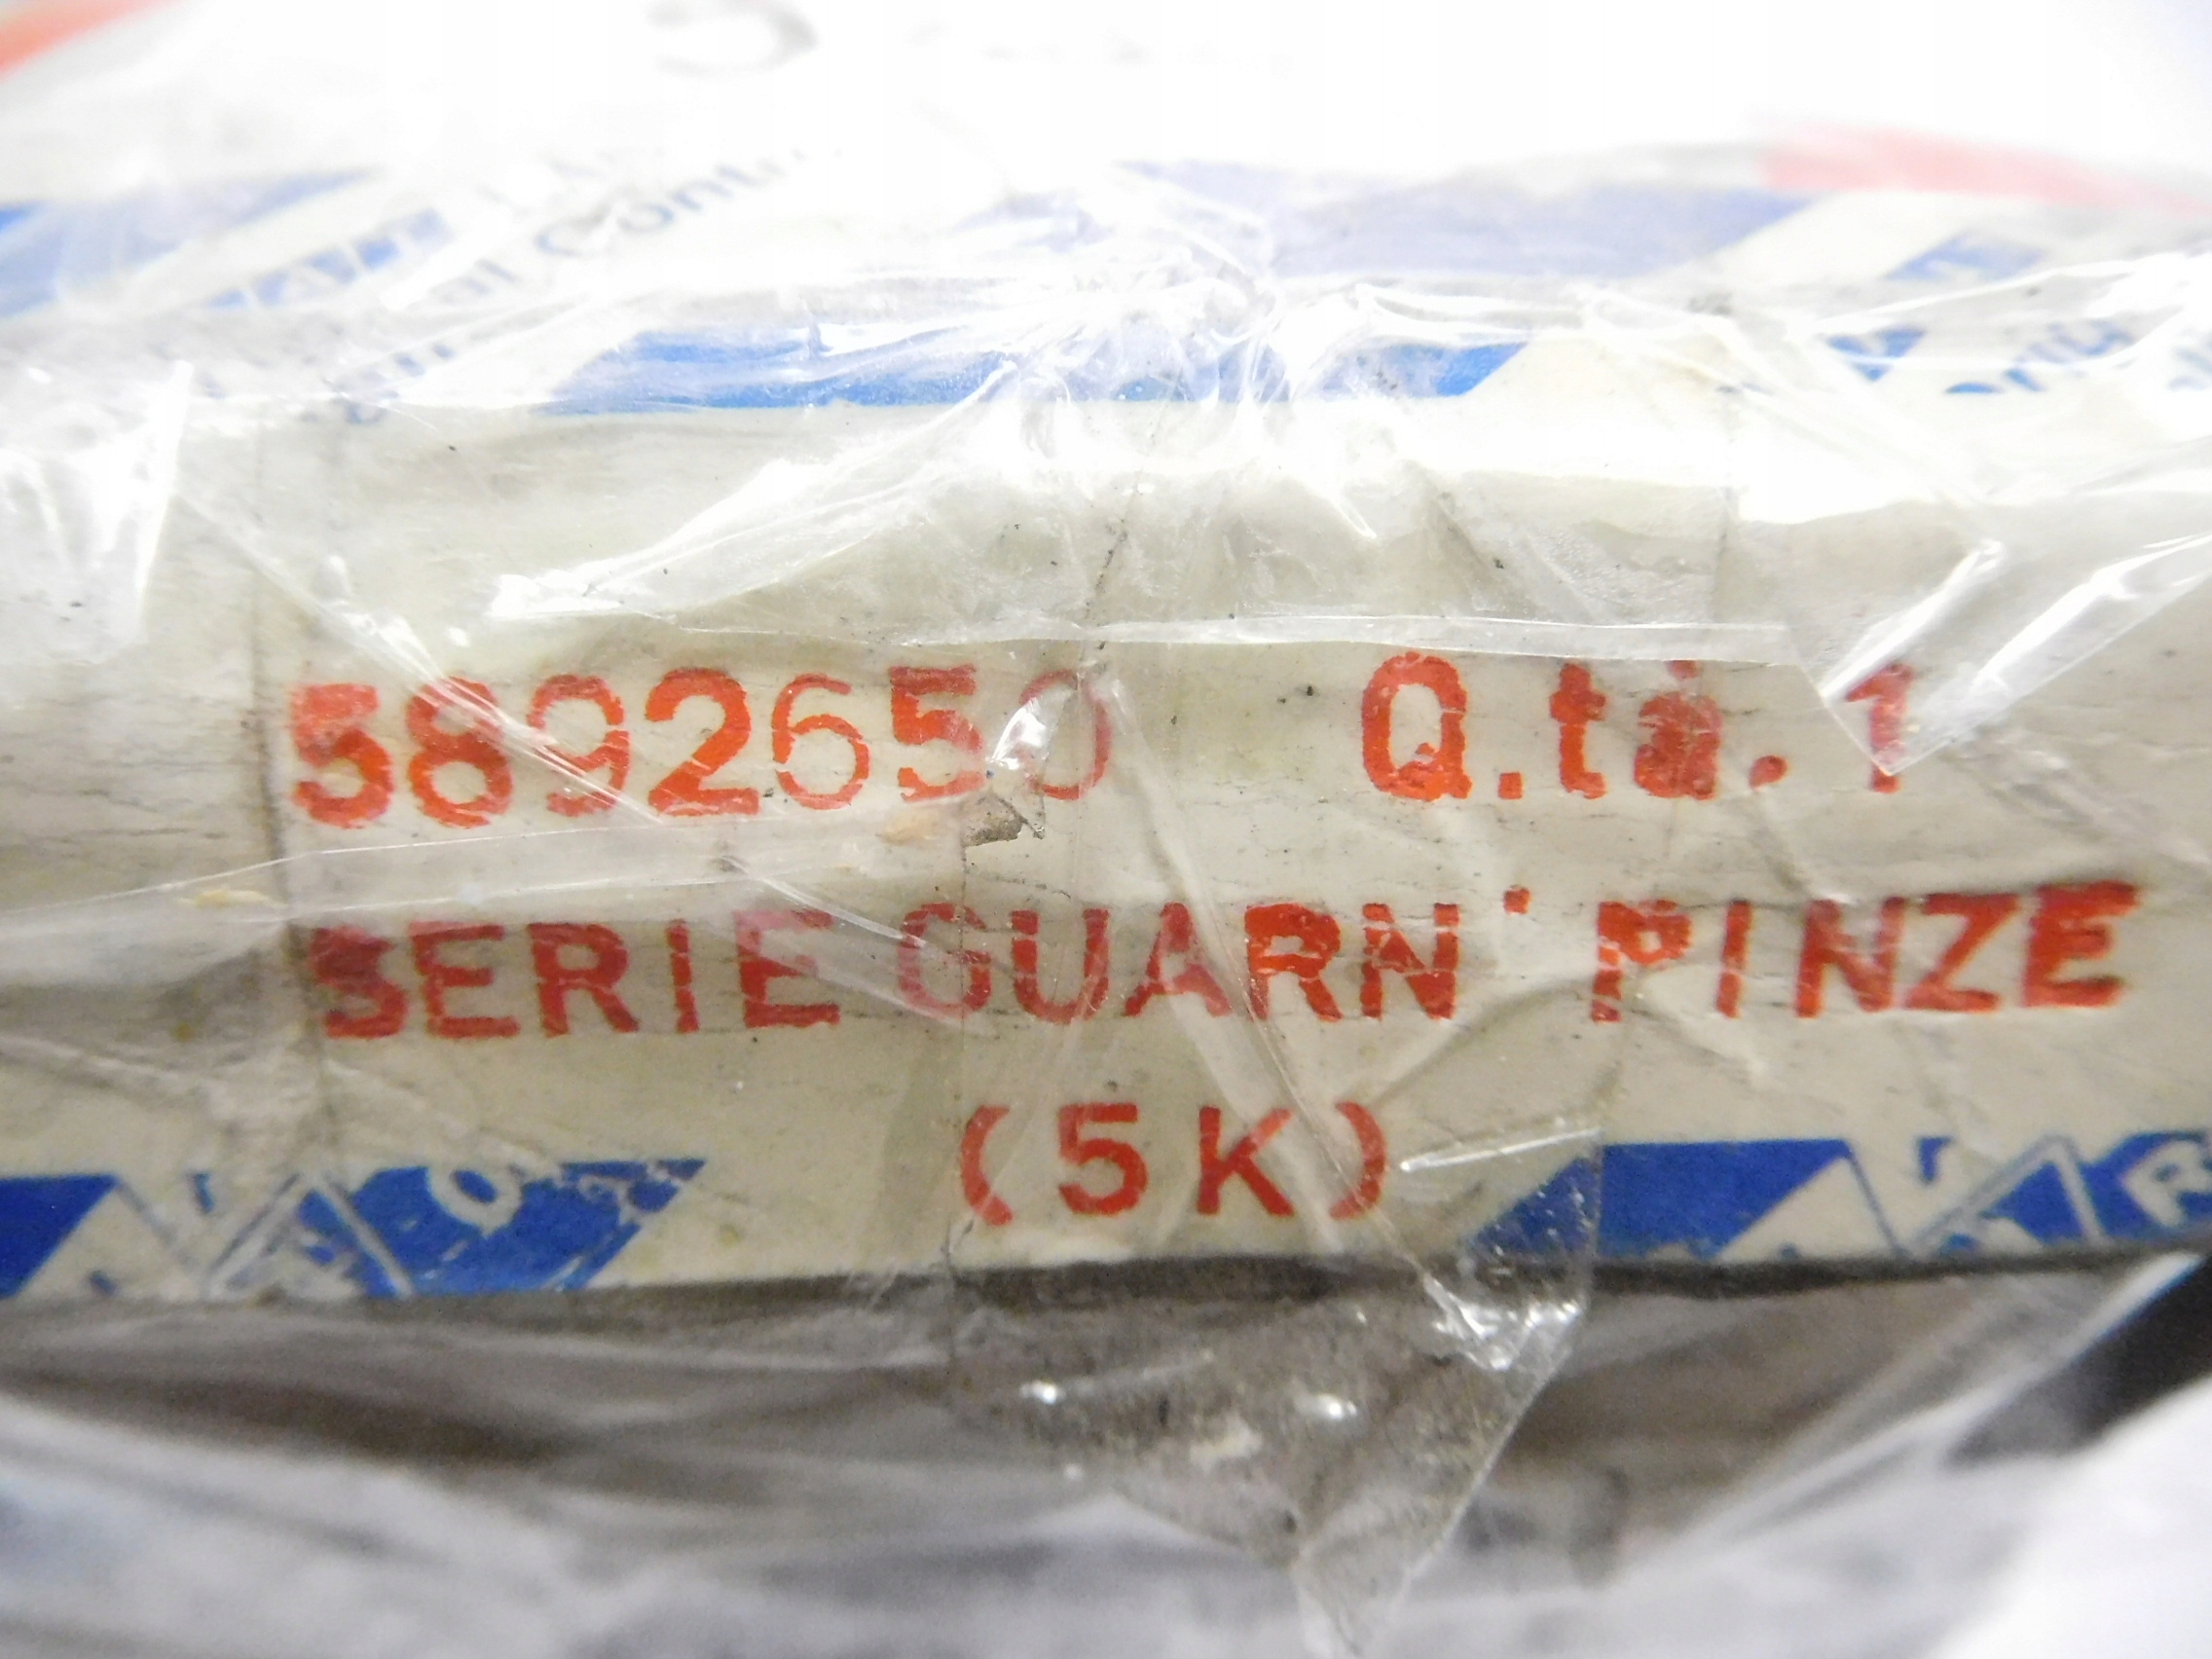 5892650 Q.tà. 1
SERIE GUARN· PINZE
(5K)